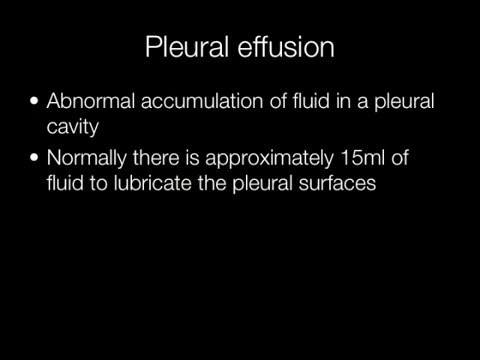 Pleural effusion
• Abnormal accumulation of fluid in a pleural
cavity
• Normally there is approximately 15ml of
fluid to lubricate the pleural surfaces